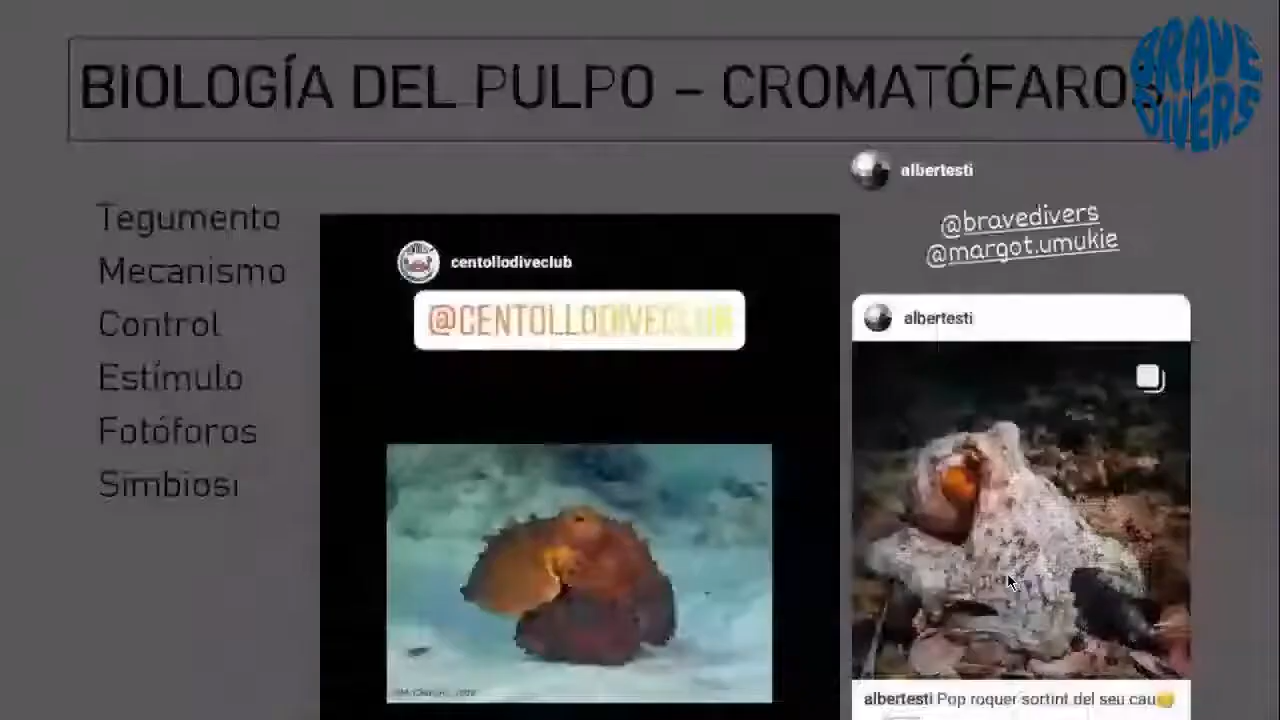 BIOLOGÍA DEL PULPO – CROMATÓFAROS
BRAVE
DIVERS
Tegumento
Mecanismo
Control
Estímulo
Fotóforos
Simbiosi
centollodiveclub
@CENTOLLODIVECLUB
albertesti
@bravedivers
@margot.umukie
albertesti
albertesti Pop roquer sortint del seu cau